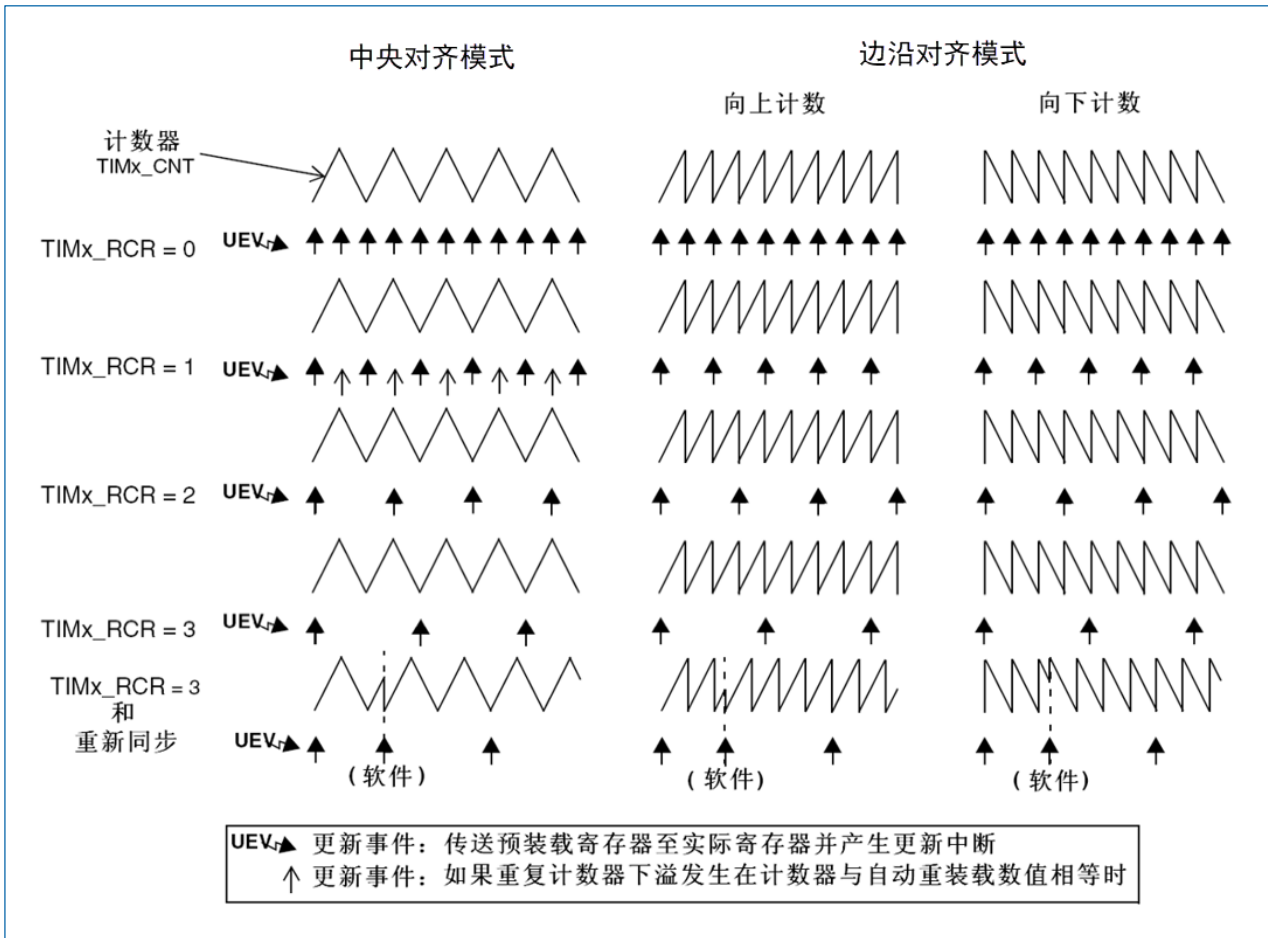 中央对齐模式
边沿对齐模式
向上计数
向下计数
计数器
TIMx_CNT
UEV
TIMx_RCR = 0
UEV
TIMx_RCR = 1
UEV
TIMx_RCR = 2
UEV
TIMx_RCR = 3
TIMx_RCR = 3
和
重新同步
UEV
(软件)
(软件)
(软件)
UEV 更新事件：传送预装载寄存器至实际寄存器并产生更新中断
更新事件：如果重复计数器下溢发生在计数器与自动重装载数值相等时